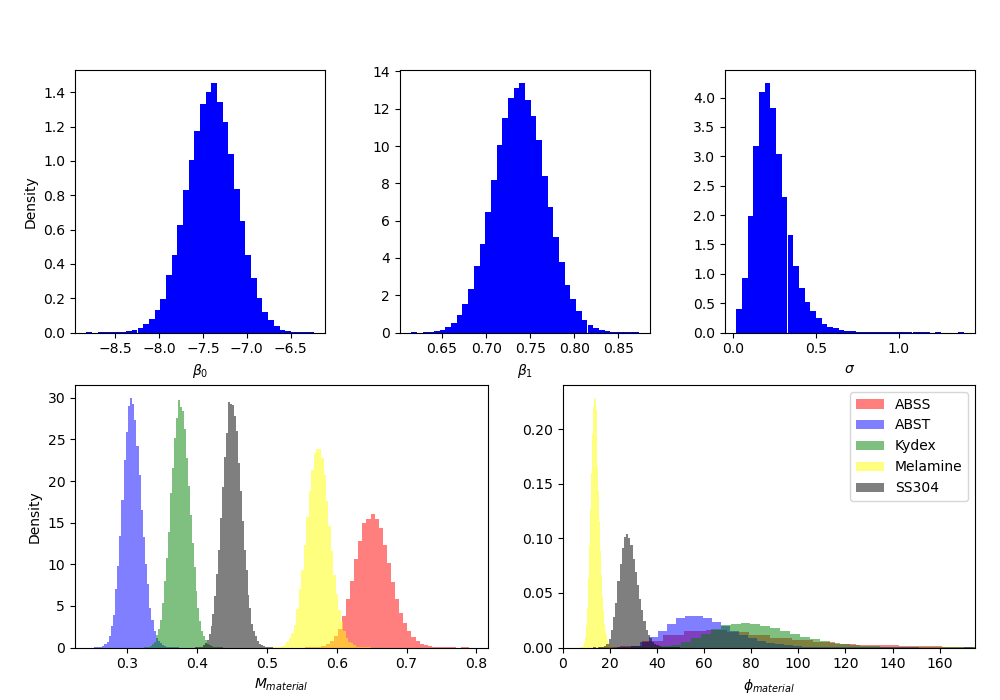 Density
1.4
1.2
1.0
0.8
0.6
0.4
0.2
0.0
−8.5 −8.0 −7.5 −7.0 −6.5
β0
14
12
10
8
6
4
2
0
0.65 0.70 0.75 0.80 0.85
β1
4.0
3.5
3.0
2.5
2.0
1.5
1.0
0.5
0.0
0.0 0.5 1.0
σ
Density
30
25
20
15
10
5
0
0.3 0.4 0.5 0.6 0.7 0.8
Mmaterial
0.20
0.15
0.10
0.05
0.00
0 20 40 60 80 100 120 140 160
ϕmaterial
ABSS
ABST
Kydex
Melamine
SS304